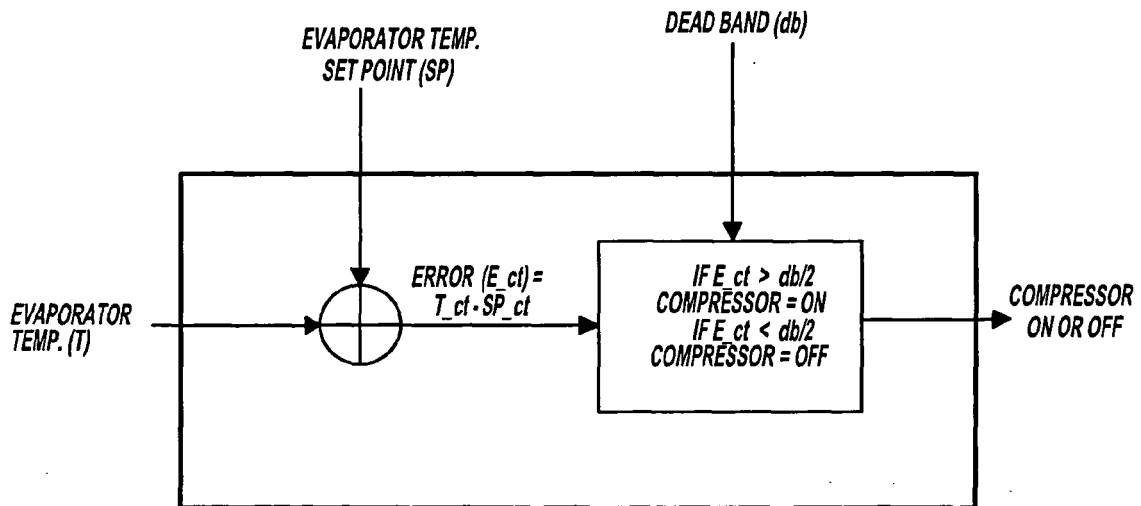 EVAPORATOR TEMP.
SET POINT (SP)
DEAD BAND (db)
EVAPORATOR
TEMP. (T)
ERROR (E_ct) =
T_ct - SP_ct
IF E_ct > db/2
COMPRESSOR = ON
IF E_ct < db/2
COMPRESSOR = OFF
COMPRESSOR
ON OR OFF